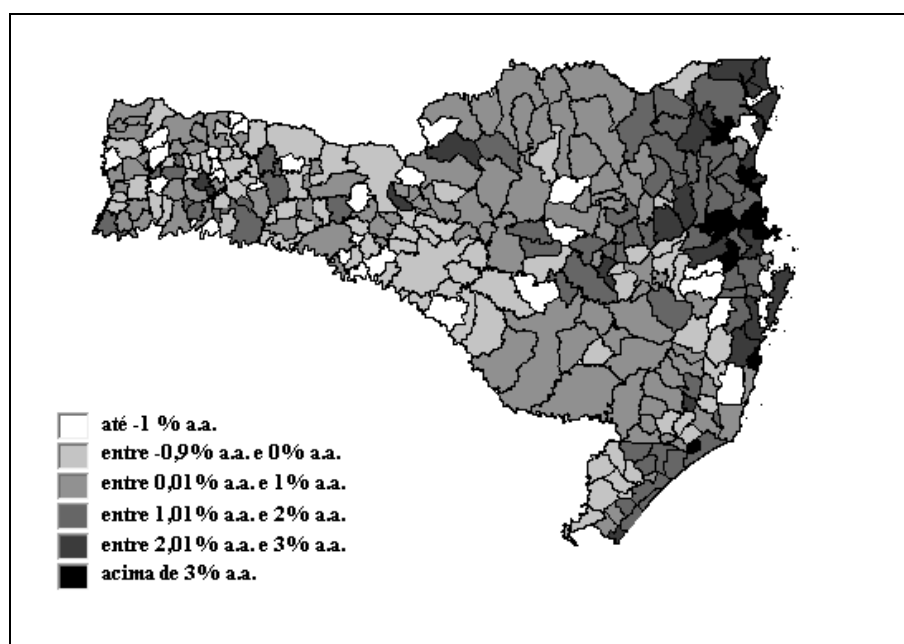 até -1 % a.a.
entre -0,9% a.a. e 0% a.a.
entre 0,01% a.a. e 1% a.a.
entre 1,01% a.a. e 2% a.a.
entre 2,01% a.a. e 3% a.a.
acima de 3% a.a.